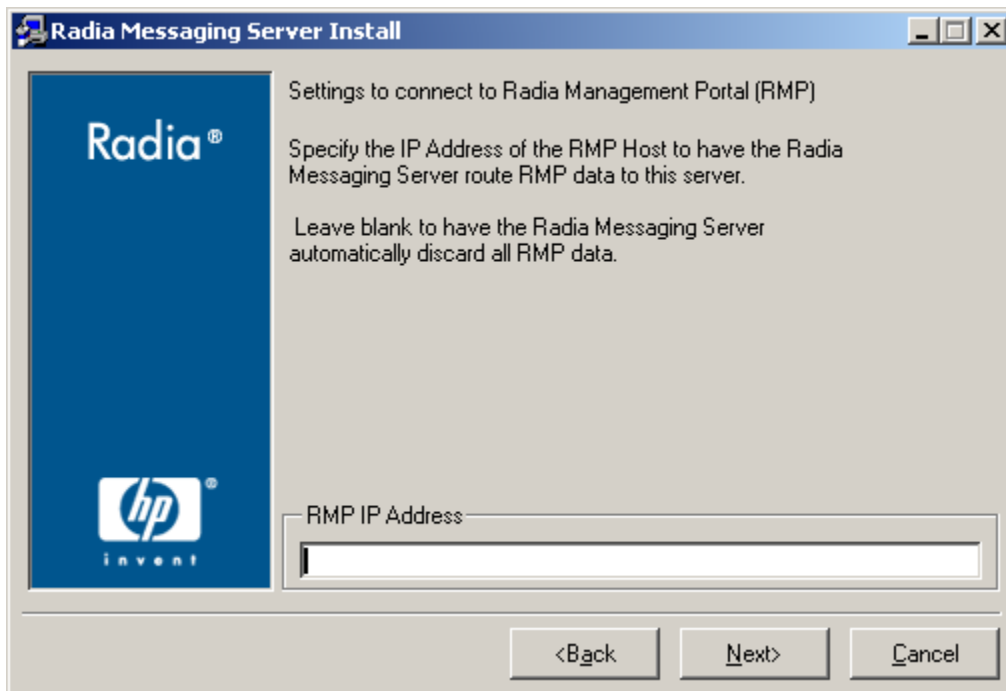 Radia Messaging Server Install
Radia®
Settings to connect to Radia Management Portal (RMP)
Specify the IP Address of the RMP Host to have the Radia
Messaging Server route RMP data to this server.
Leave blank to have the Radia Messaging Server
automatically discard all RMP data.
hp®
invent
RMP IP Address
<Back
Next>
Cancel